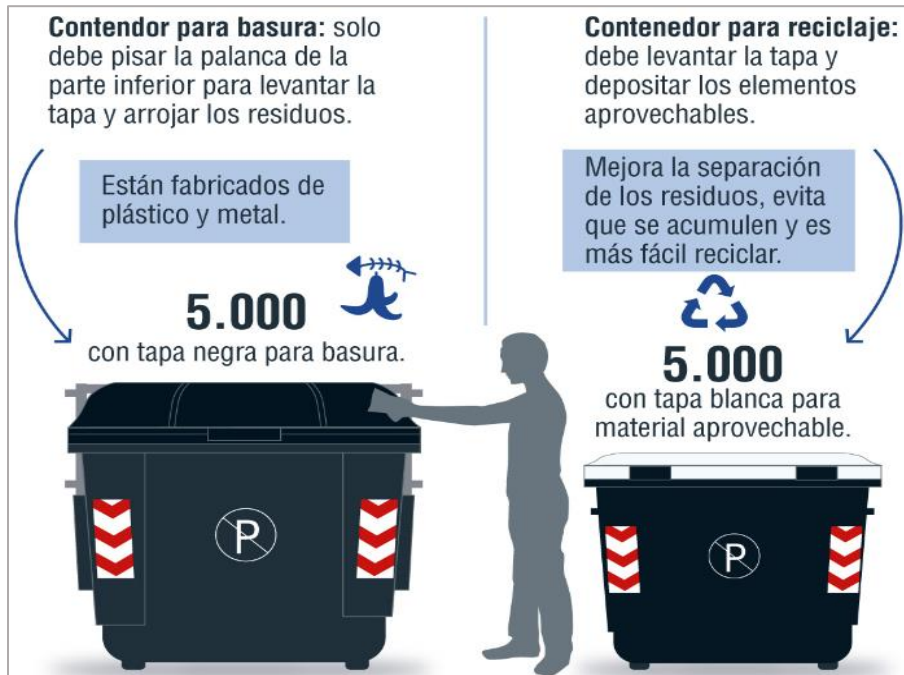 Contendor para basura: solo
debe pisar la palanca de la
parte inferior para levantar la
tapa y arrojar los residuos.
Están fabricados de
plástico y metal.
5.000
con tapa negra para basura.
Contenedor para reciclaje:
debe levantar la tapa y
depositar los elementos
aprovechables.
Mejora la separación
de los residuos, evita
que se acumulen y es
más fácil reciclar.
5.000
con tapa blanca para
material aprovechable.
P
P